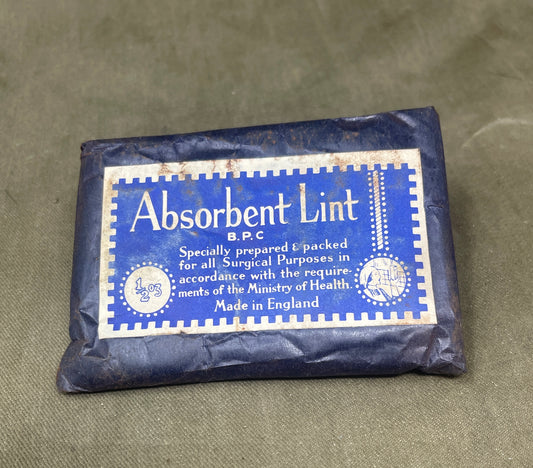 Absorbent Lint
B.P.C
Specially prepared & packed
for all Surgical Purposes in
accordance with the require-
ments of the Ministry of Health.
Made in England
½ oz